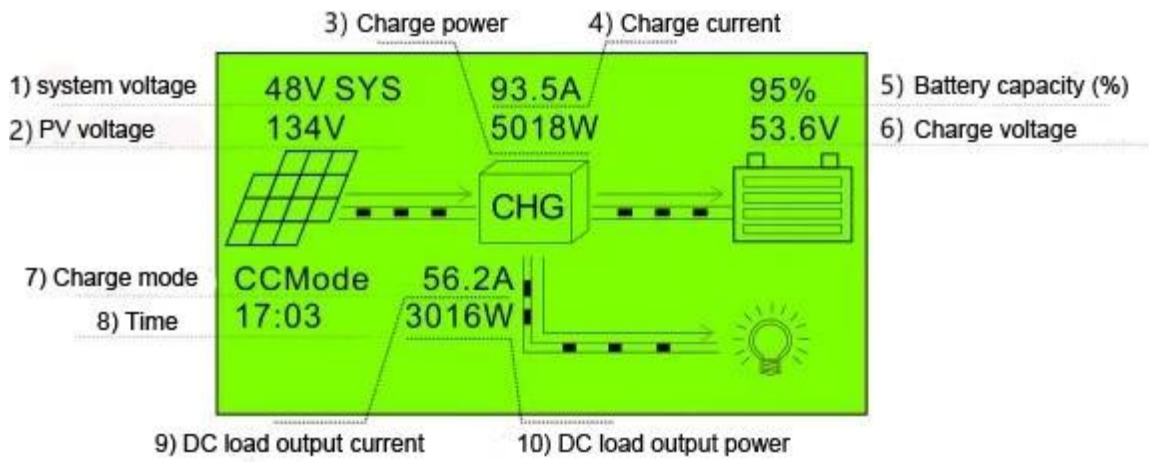 3) Charge power
4) Charge current
1) system voltage
48V SYS
93.5A
95%
5) Battery capacity (%)
2) PV voltage
134V
5018W
53.6V
6) Charge voltage
CHG
7) Charge mode
CCMode
56.2A
8) Time
17:03
3016W
9) DC load output current
10) DC load output power